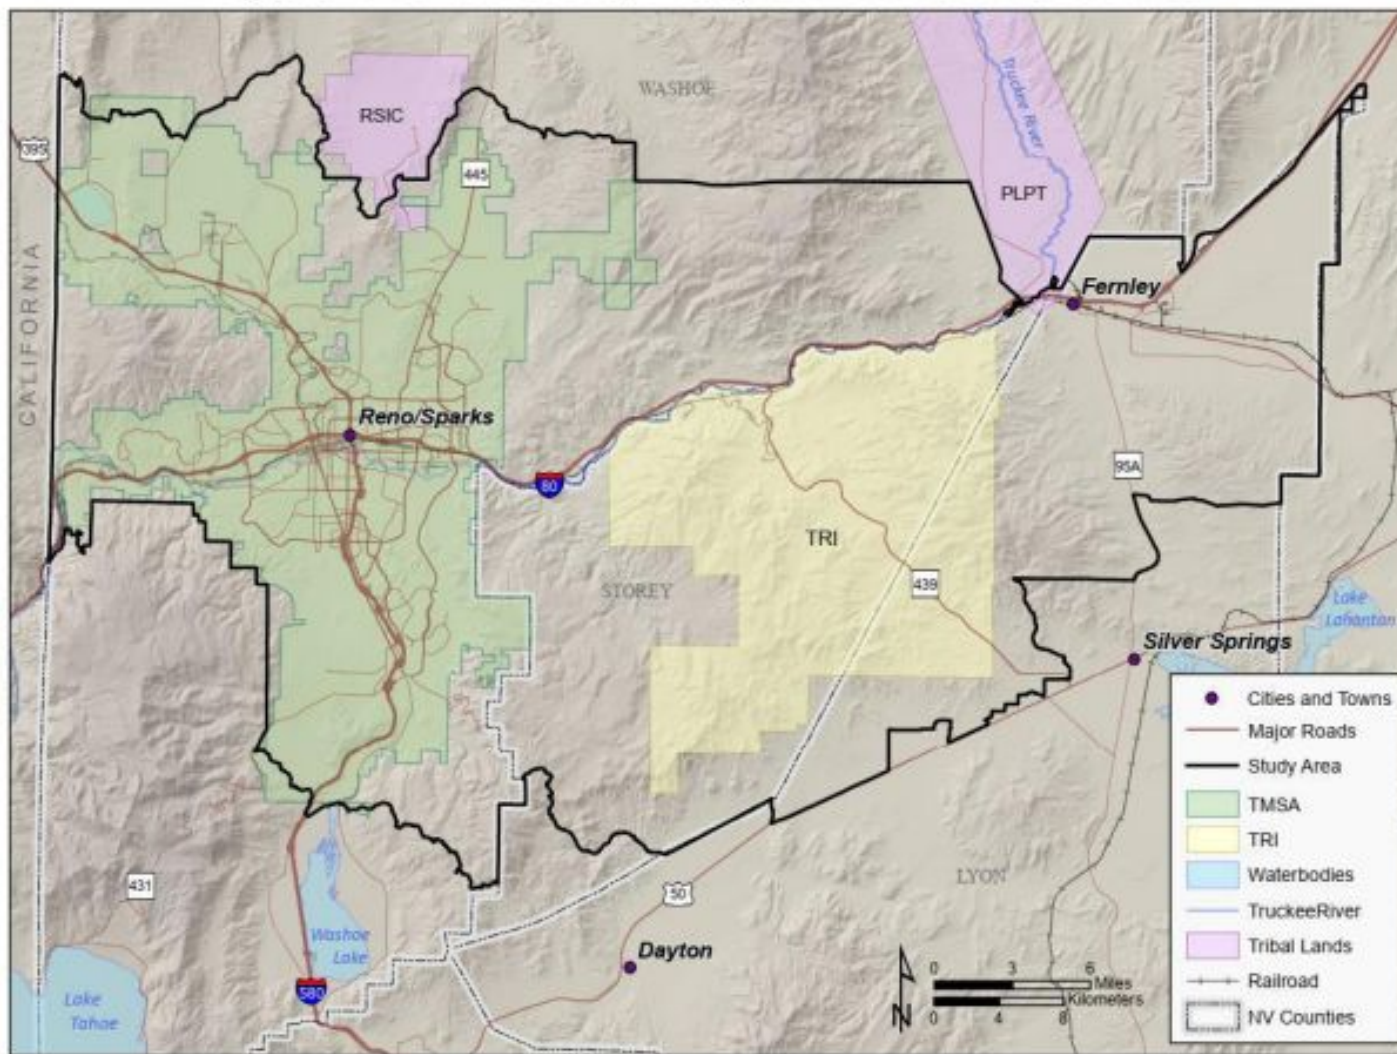 WASHOE
RSIC
Truckee River
395
445
PLPT
CALIFORNIA
Fernley
Reno/Sparks
80
95A
TRI
STOREY
439
Lake
Lahontan
Silver Springs
Cities and Towns
Major Roads
Study Area
TMSA
TRI
Waterbodies
TruckeeRiver
Tribal Lands
Railroad
NV Counties
431
50
LYON
Washoe
Lake
Dayton
580
Lake
Tahoe
N
0 3 6
Miles
Kilometers
0 4 8